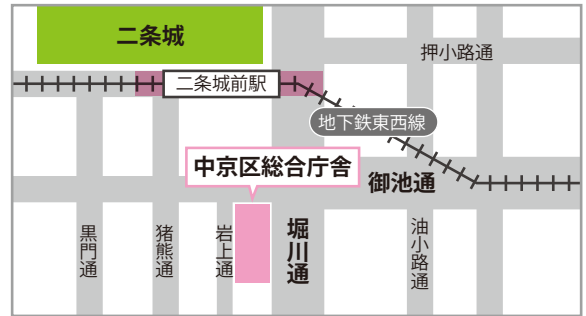 二条城
押小路通
二条城前駅
地下鉄東西線
中京区総合庁舎
御池通
黒門通
猪熊通
岩上通
堀川通
油小路通